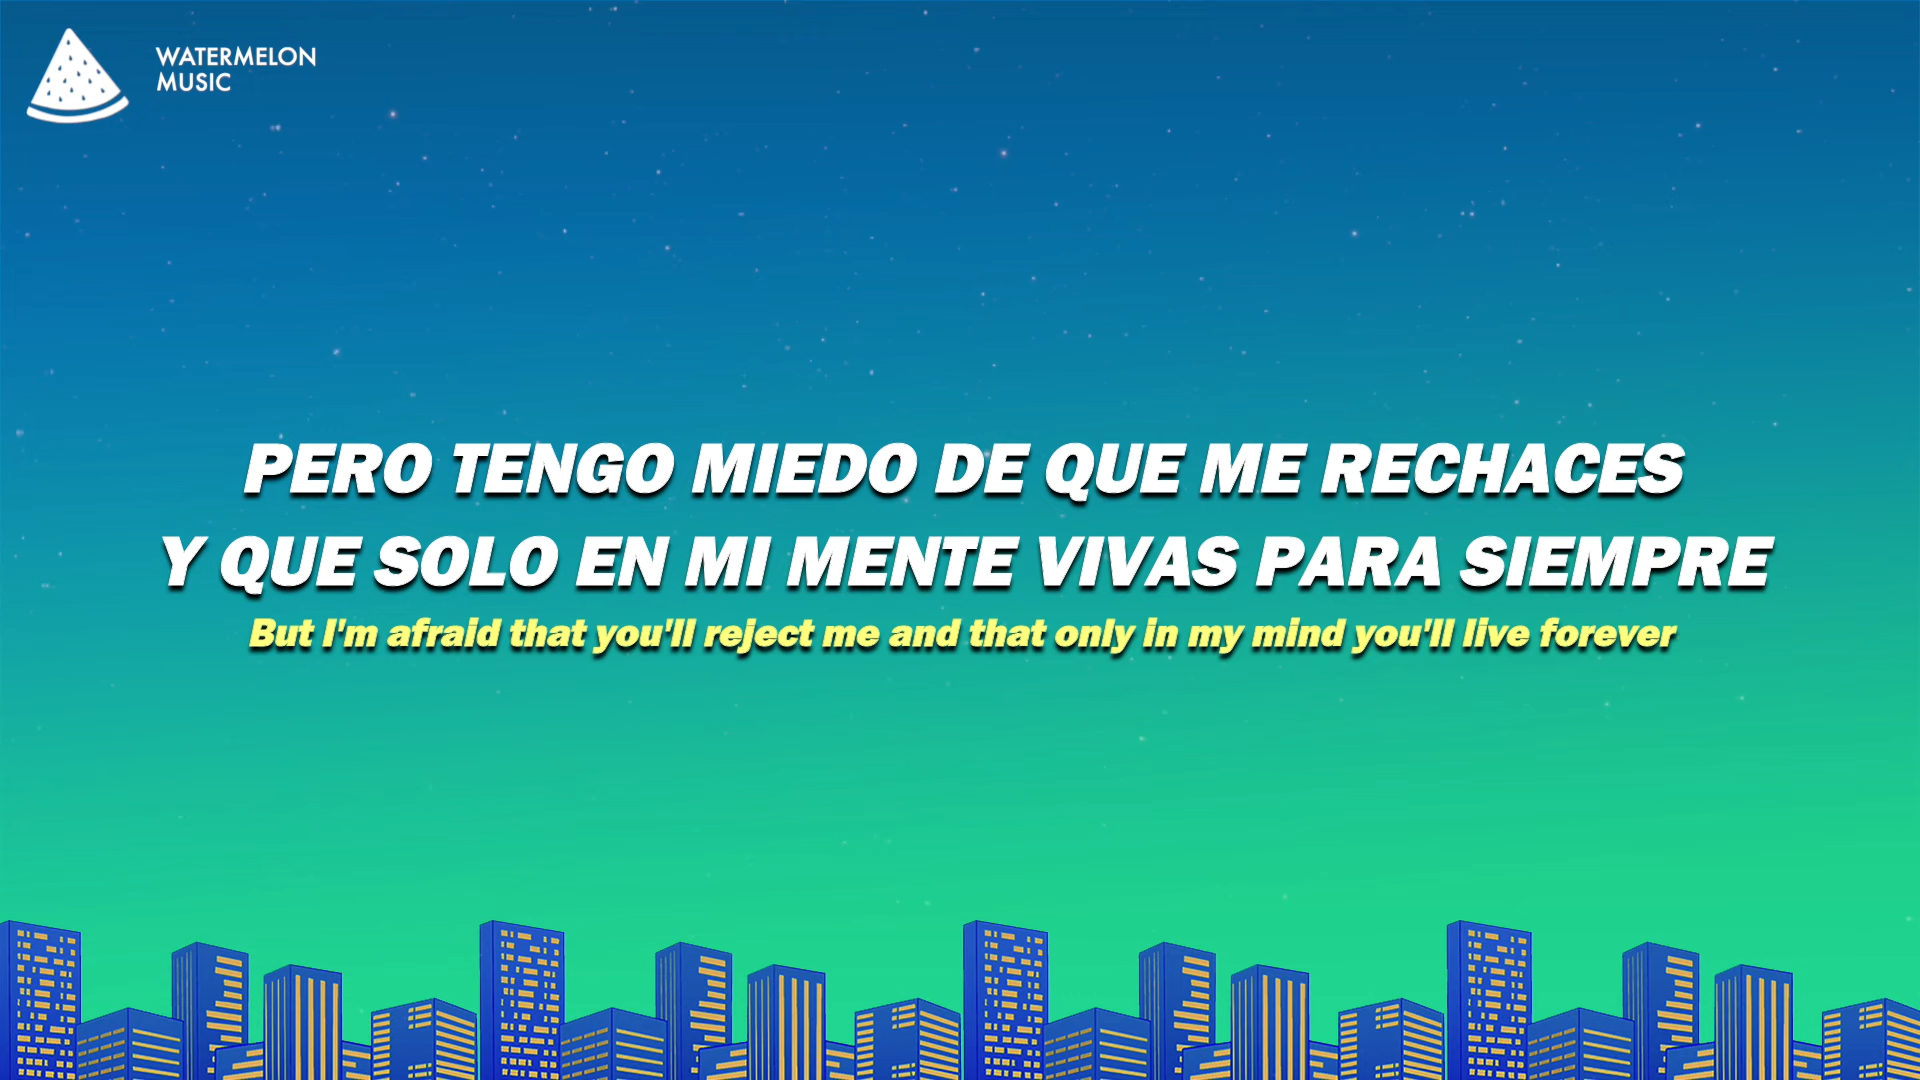 WATERMELON
MUSIC
PERO TENGO MIEDO DE QUE ME RECHACES
Y QUE SOLO EN MI MENTE VIVAS PARA SIEMPRE
But I'm afraid that you'll reject me and that only in my mind you'll live forever